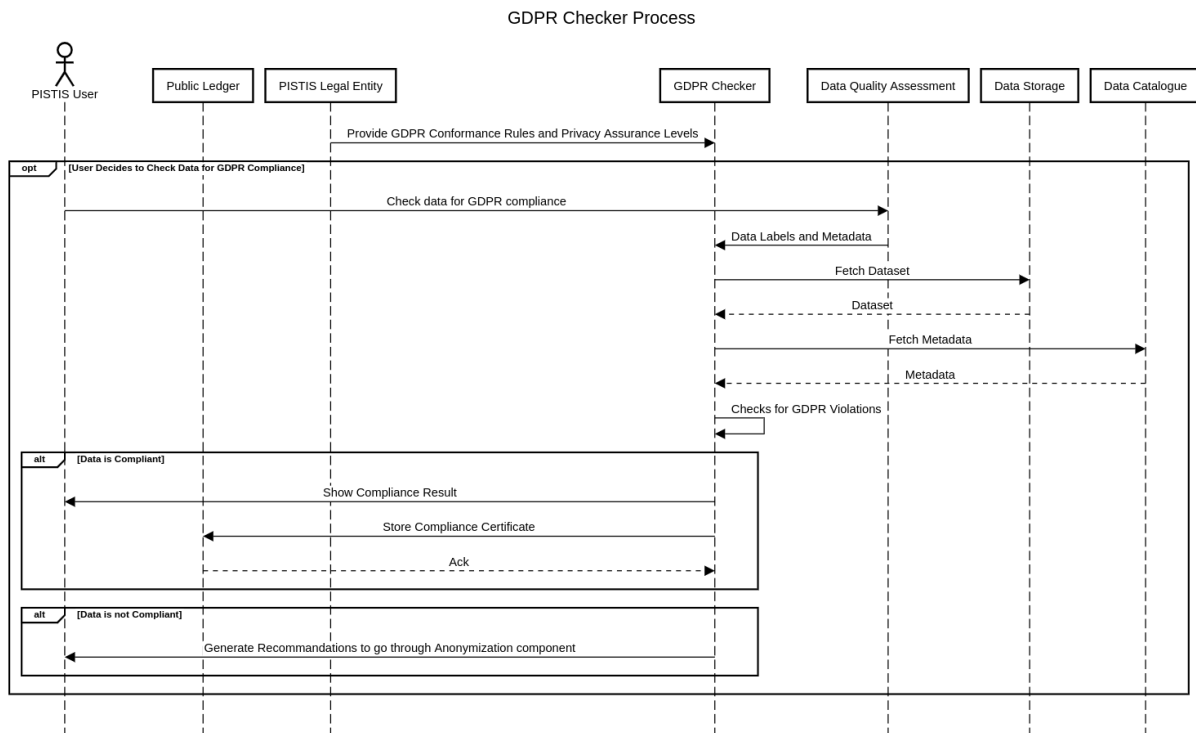 GDPR Checker Process
PISTIS User
Public Ledger
PISTIS Legal Entity
GDPR Checker
Data Quality Assessment
Data Storage
Data Catalogue
Provide GDPR Conformance Rules and Privacy Assurance Levels
opt
[User Decides to Check Data for GDPR Compliance]
Check data for GDPR compliance
Data Labels and Metadata
Fetch Dataset
Dataset
Fetch Metadata
Metadata
Checks for GDPR Violations
alt
[Data is Compliant]
Show Compliance Result
Store Compliance Certificate
Ack
alt
[Data is not Compliant]
Generate Recommandations to go through Anonymization component